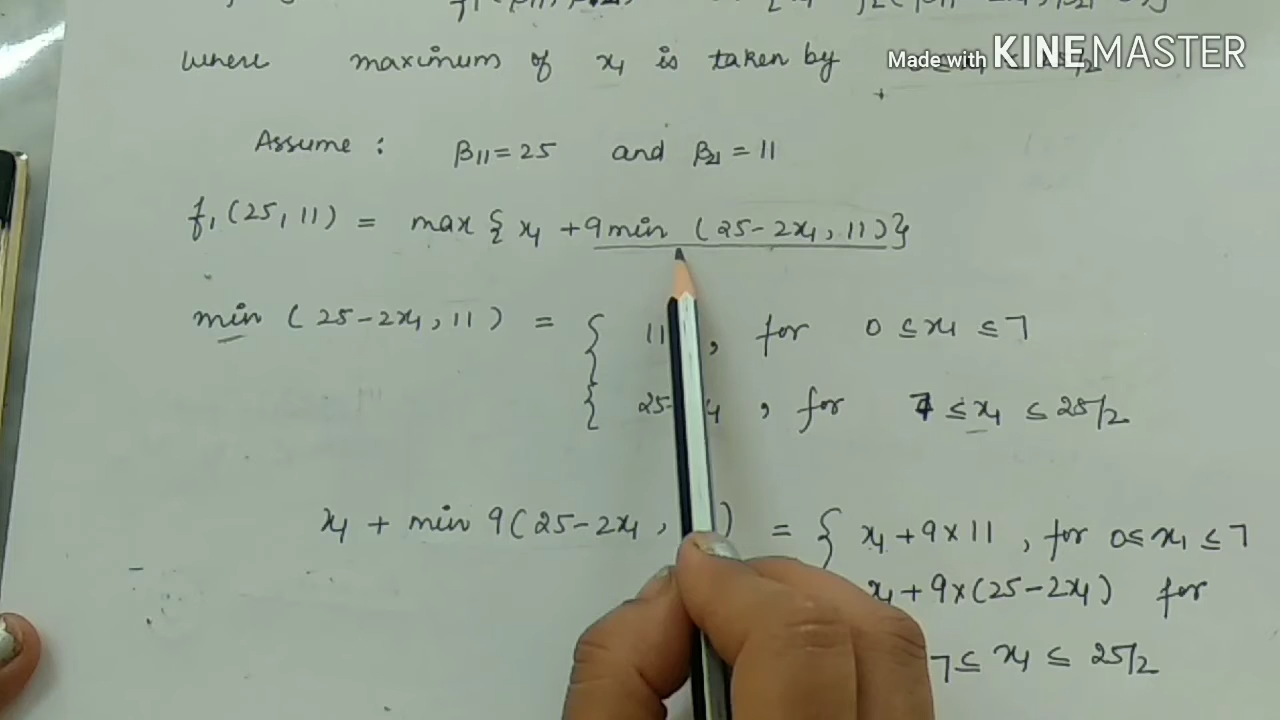 where maximum of x₁ is taken by
Made with KINEMASTER
Assume : β₁₁ = 25 and β₂₁ = 11
f₁ (25, 11) = max { x₁ + 9 min (25 - 2x₁, 11) }
min (25 - 2x₁, 11) = { 11 , for 0 ≤ x₁ ≤ 7
{ 25- , for 7 ≤ x₁ ≤ 25/2
x₁ + min 9(25 - 2x₁, ) = { x₁ + 9 × 11 , for 0 ≤ x₁ ≤ 7
x₁ + 9 × (25 - 2x₁) for
7 ≤ x₁ ≤ 25/2